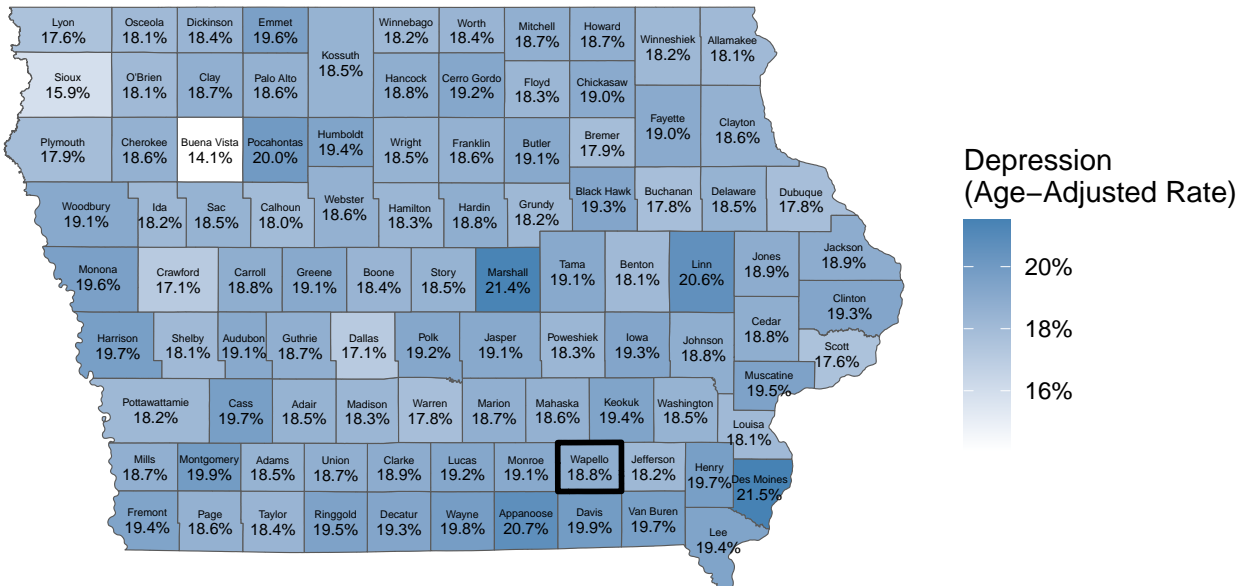 Lyon
17.6%
Osceola
18.1%
Dickinson
18.4%
Emmet
19.6%
Kossuth
18.5%
Winnebago
18.2%
Worth
18.4%
Mitchell
18.7%
Howard
18.7%
Winneshiek
18.2%
Allamakee
18.1%
Sioux
15.9%
O'Brien
18.1%
Clay
18.7%
Palo Alto
18.6%
Hancock
18.8%
Cerro Gordo
19.2%
Floyd
18.3%
Chickasaw
19.0%
Fayette
19.0%
Clayton
18.6%
Plymouth
17.9%
Cherokee
18.6%
Buena Vista
14.1%
Pocahontas
20.0%
Humboldt
19.4%
Wright
18.5%
Franklin
18.6%
Butler
19.1%
Bremer
17.9%
Woodbury
19.1%
Ida
18.2%
Sac
18.5%
Calhoun
18.0%
Webster
18.6%
Hamilton
18.3%
Hardin
18.8%
Grundy
18.2%
Black Hawk
19.3%
Buchanan
17.8%
Delaware
18.5%
Dubuque
17.8%
Monona
19.6%
Crawford
17.1%
Carroll
18.8%
Greene
19.1%
Boone
18.4%
Story
18.5%
Marshall
21.4%
Tama
19.1%
Benton
18.1%
Linn
20.6%
Jones
18.9%
Jackson
18.9%
Clinton
19.3%
Harrison
19.7%
Shelby
18.1%
Audubon
19.1%
Guthrie
18.7%
Dallas
17.1%
Polk
19.2%
Jasper
19.1%
Poweshiek
18.3%
Iowa
19.3%
Johnson
18.8%
Cedar
18.8%
Scott
17.6%
Muscatine
19.5%
Pottawattamie
18.2%
Cass
19.7%
Adair
18.5%
Madison
18.3%
Warren
17.8%
Marion
18.7%
Mahaska
18.6%
Keokuk
19.4%
Washington
18.5%
Louisa
18.1%
Mills
18.7%
Montgomery
19.9%
Adams
18.5%
Union
18.7%
Clarke
18.9%
Lucas
19.2%
Monroe
19.1%
Wapello
18.8%
Jefferson
18.2%
Henry
19.7%
Des Moines
21.5%
Fremont
19.4%
Page
18.6%
Taylor
18.4%
Ringgold
19.5%
Decatur
19.3%
Wayne
19.8%
Appanoose
20.7%
Davis
19.9%
Van Buren
19.7%
Lee
19.4%
Depression
(Age−Adjusted Rate)
20%
18%
16%